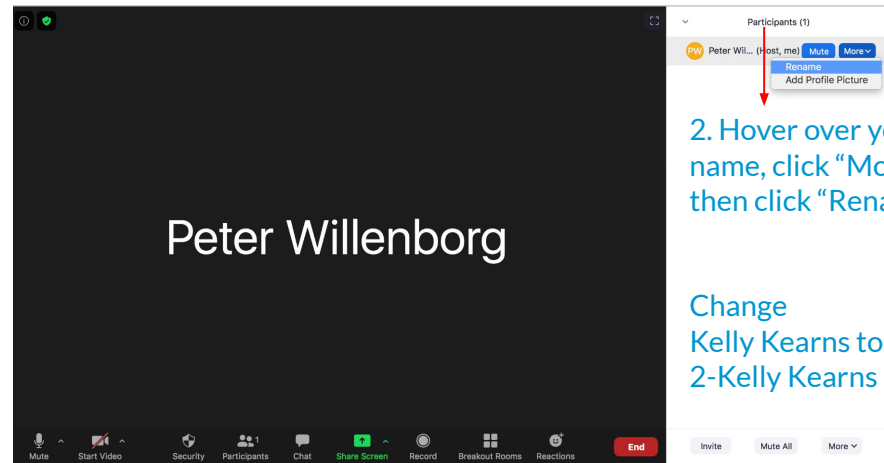 Participants (1)
PW Peter Wil... (Host, me) Mute More
Rename
Add Profile Picture
2. Hover over
name, click
then click
Peter Willenborg
Change
Kelly Kearns to
2-Kelly Kearns
Mute Start Video Security Participants 1 Chat Share Screen Record Breakout Rooms Reactions End
Invite Mute All More